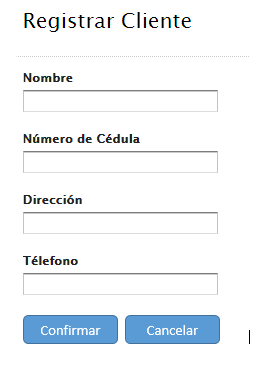 Registrar Cliente
Nombre
Número de Cédula
Dirección
Télefono
Confirmar Cancelar